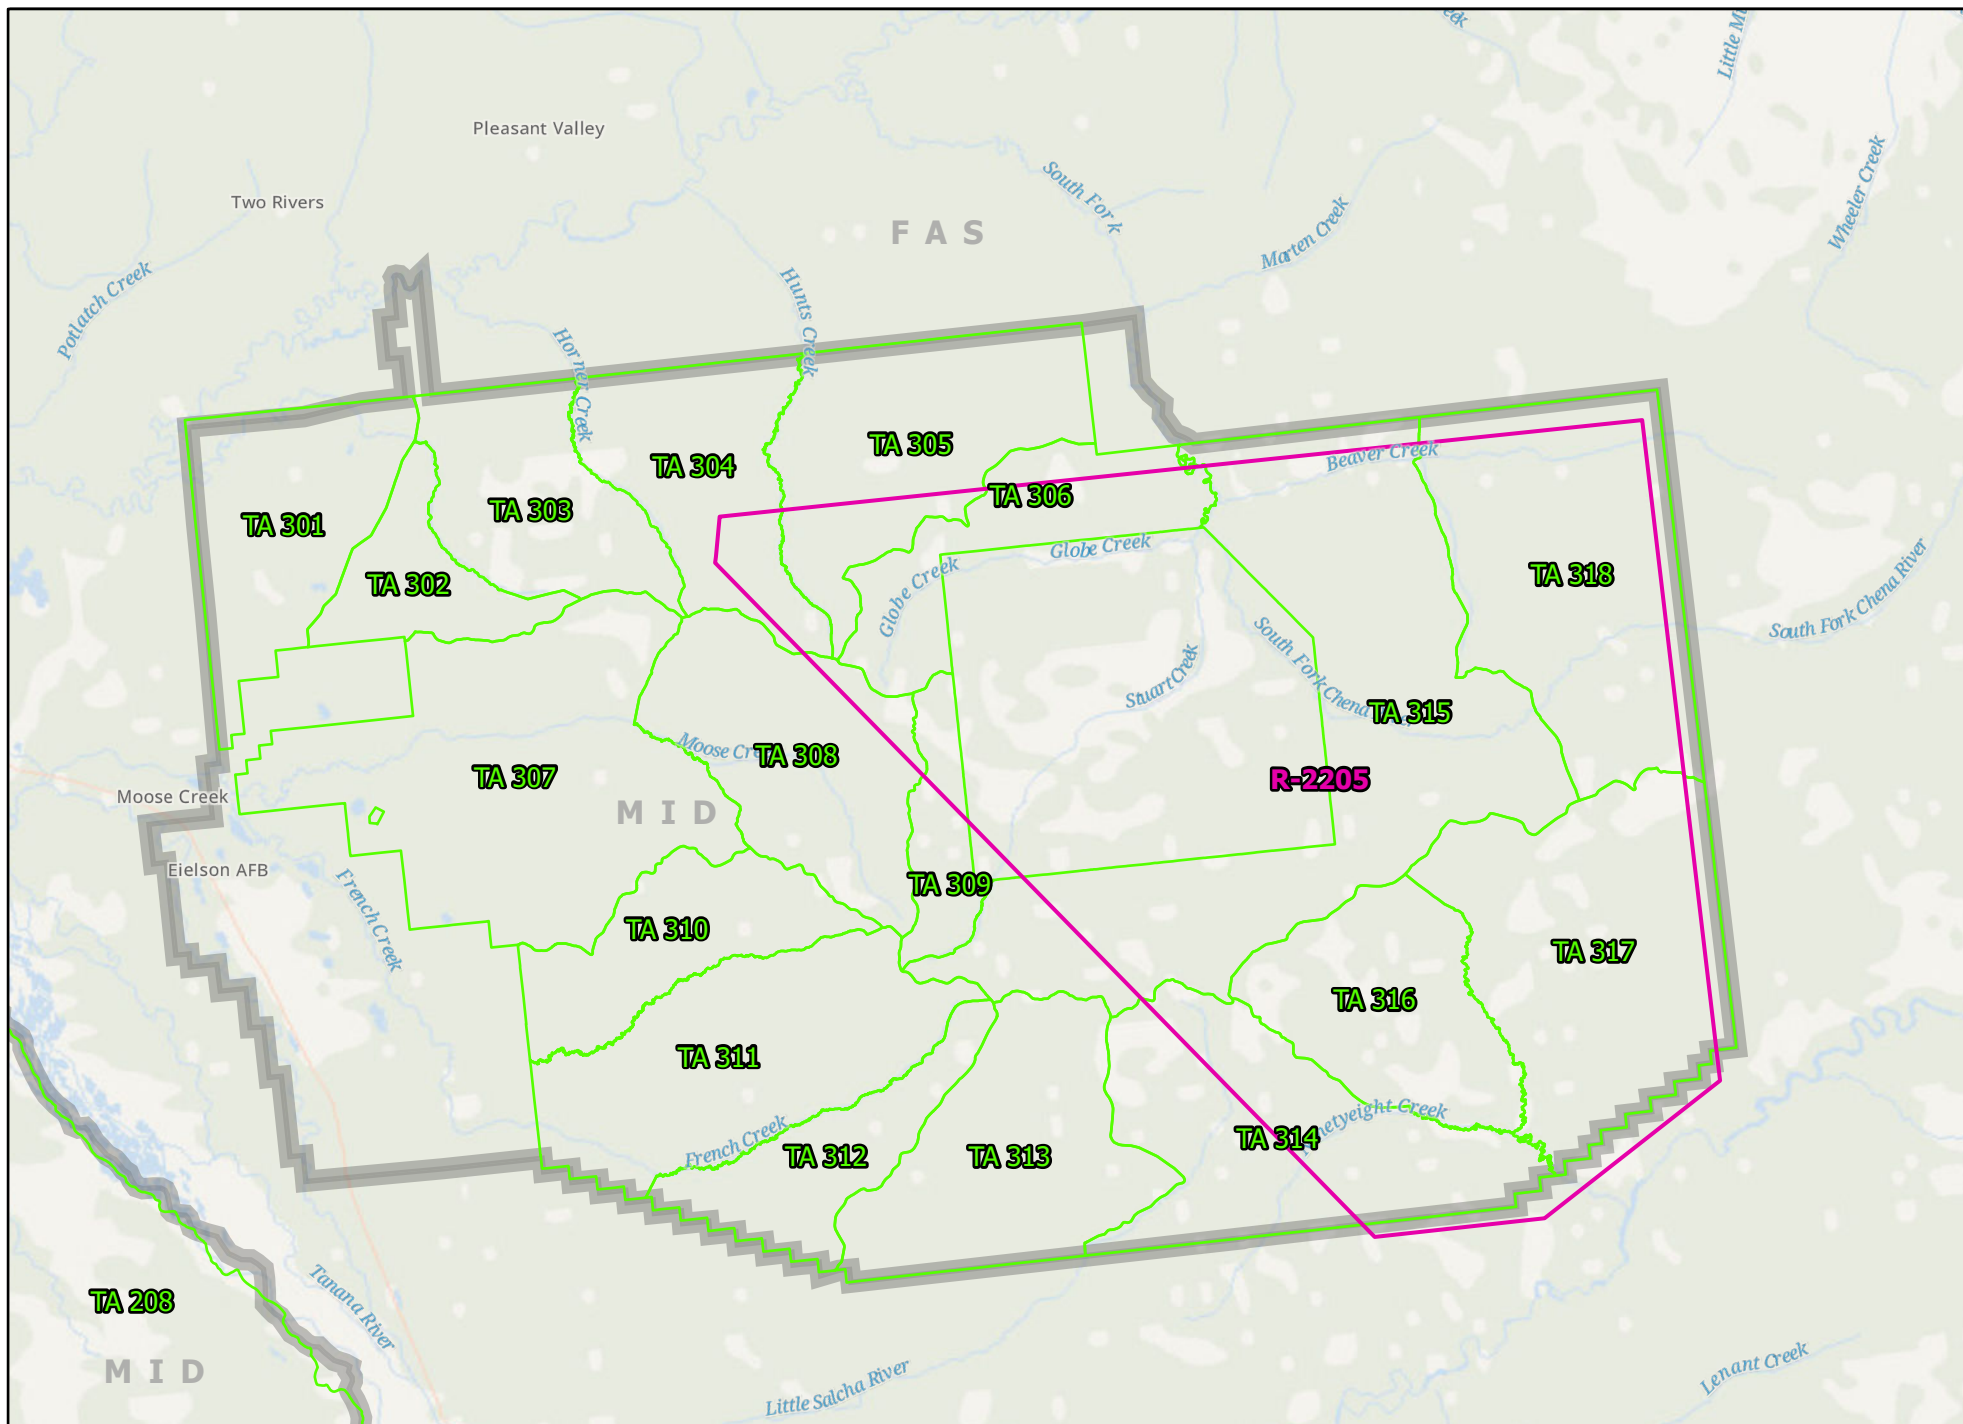 Little
Pleasant Valley
Two Rivers
FAS
South Fork
Marten Creek
Wheeler Creek
Potlatch Creek
Hunts Creek
Horner Creek
TA 305
TA 304
Beaver Creek
TA 306
TA 303
TA 301
Globe Creek
TA 302
Globe Creek
TA 318
South Fork Chena River
South Fork Chena
Stuart Creek
TA 315
Moose
TA 308
TA 307
R-2205
Moose Creek
MID
Eielson AFB
French Creek
TA 309
TA 310
TA 317
TA 316
TA 311
French Creek
TA 312
TA 313
TA 314
Creek
TA 208
Tanana River
MID
Little Salcha River
Lenant Creek